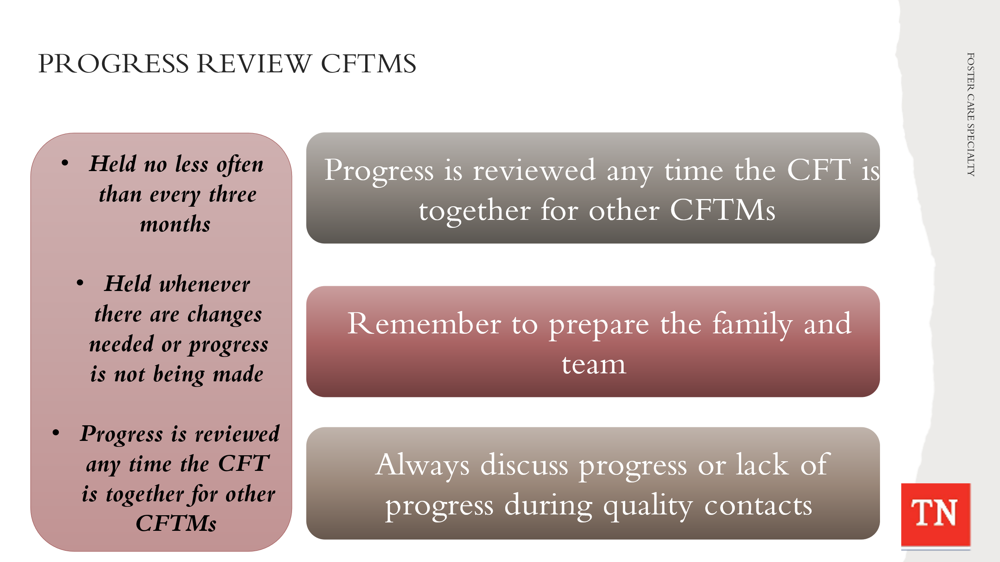 PROGRESS REVIEW CFTMS
FOSTER CARE SPECIALTY
• Held no less often
than every three
months
• Held whenever
there are changes
needed or progress
is not being made
• Progress is reviewed
any time the CFT
is together for other
CFTMs
Progress is reviewed any time the CFT is
together for other CFTMs
Remember to prepare the family and
team
Always discuss progress or lack of
progress during quality contacts
TN